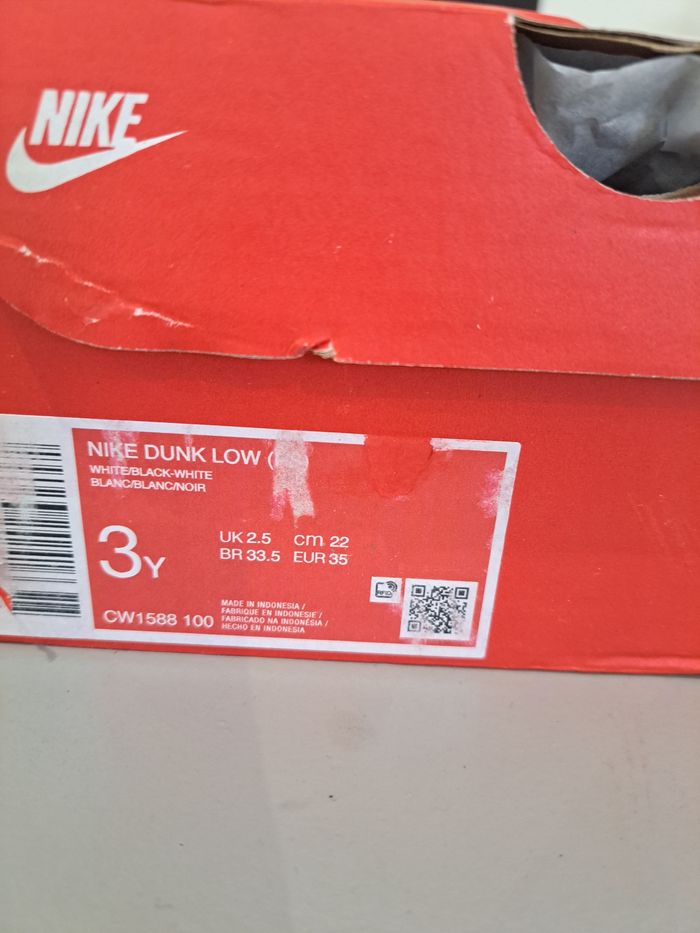 NIKE
NIKE DUNK LOW (
WHITE/BLACK-WHITE
BLANC/BLANC/NOIR
3Y
UK 2.5 cm 22
BR 33.5 EUR 35
RFID
CW1588 100
MADE IN INDONESIA /
FABRIQUE EN INDONESIE /
FABRICADO NA INDONÉSIA /
HECHO EN INDONESIA